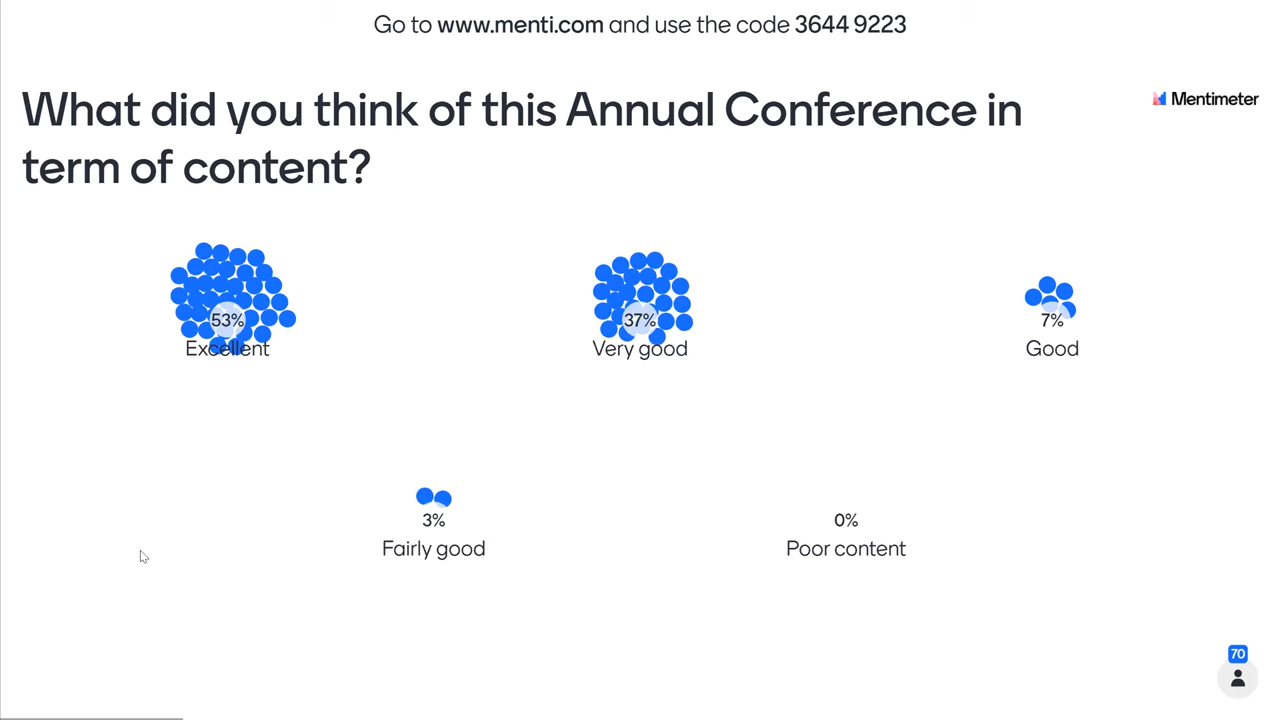 Go to www.menti.com and use the code 3644 9223
What did you think of this Annual Conference in
term of content?
Mentimeter
53%
Excellent
37%
Very good
7%
Good
3%
Fairly good
0%
Poor content
70